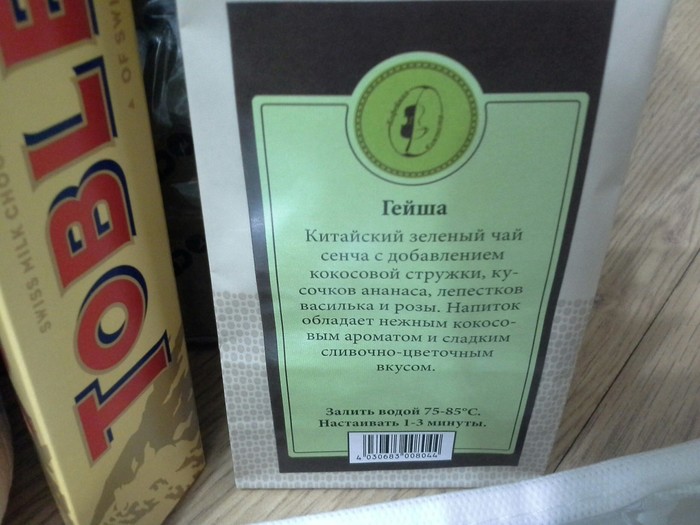 TOBLE
SWISS MILK CHOC
OF SWIS
Гейша
Китайский зеленый чай
сенча с добавлением
кокосовой стружки, ку-
сочков ананаса, лепестков
василька и розы. Напиток
обладает нежным кокосо-
вым ароматом и сладким
сливочно-цветочным
вкусом.
Залить водой 75-85°С.
Настаивать 1-3 минуты.
4 030683 008044